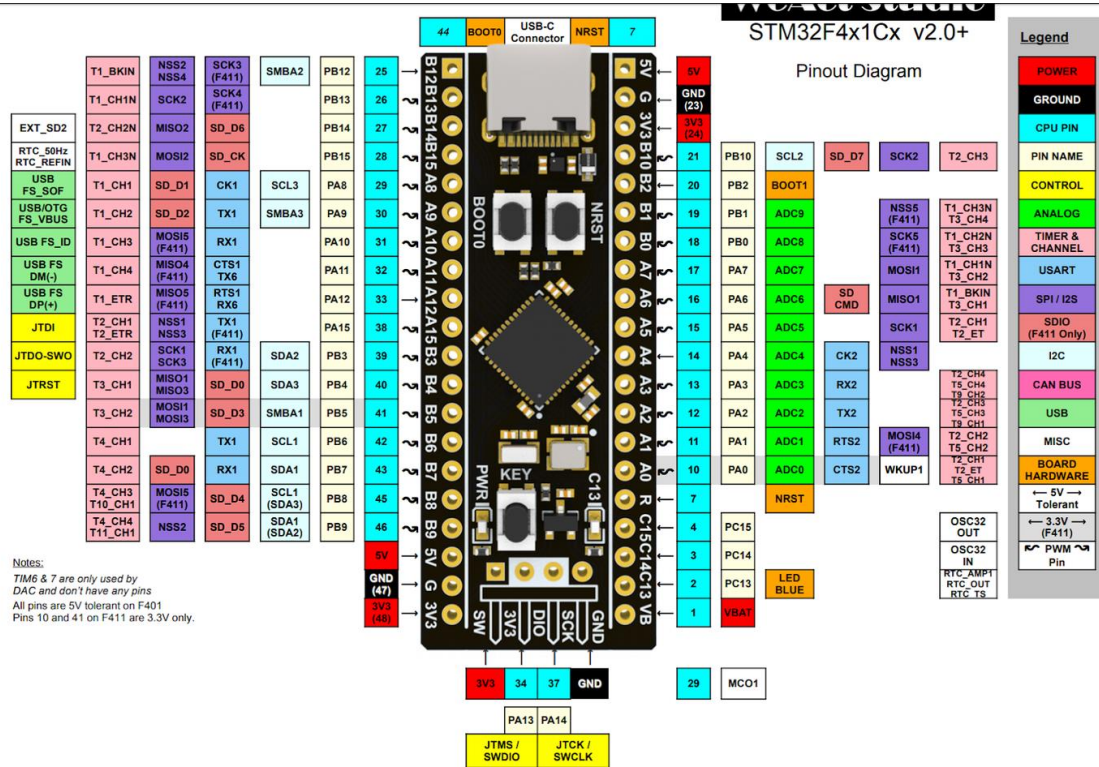 WeAct Studio
STM32F4x1Cx v2.0+
Pinout Diagram
44 BOOT0 USB-C Connector NRST 7
T1_BKIN NSS2 NSS4 SCK3 (F411) SMBA2 PB12 25
T1_CH1N SCK2 SCK4 (F411) PB13 26
EXT_SD2 T2_CH2N MISO2 SD_D6 PB14 27
RTC_50Hz RTC_REFIN T1_CH3N MOSI2 SD_CK PB15 28
USB FS_SOF T1_CH1 SD_D1 CK1 SCL3 PA8 29
USB/OTG FS_VBUS T1_CH2 SD_D2 TX1 SMBA3 PA9 30
USB FS_ID T1_CH3 MOSI5 (F411) RX1 PA10 31
USB FS DM(-) T1_CH4 MISO4 (F411) CTS1 TX6 PA11 32
USB FS DP(+) T1_ETR MISO5 (F411) RTS1 RX6 PA12 33
JTDI T2_CH1 T2_ETR NSS1 NSS3 TX1 (F411) PA15 38
JTDO-SWO T2_CH2 SCK1 SCK3 RX1 (F411) SDA2 PB3 39
JTRST T3_CH1 MISO1 MISO3 SD_D0 SDA3 PB4 40
T3_CH2 MOSI1 MOSI3 SD_D3 SMBA1 PB5 41
T4_CH1 TX1 SCL1 PB6 42
T4_CH2 SD_D0 RX1 SDA1 PB7 43
T4_CH3 T10_CH1 MOSI5 (F411) SD_D4 SCL1 (SDA3) PB8 45
T4_CH4 T11_CH1 NSS2 SD_D5 SDA1 (SDA2) PB9 46
5V
GND (47)
3V3 (48)
B12 B13 B14 B15 A8 A9 A10 A11 A12 A15 B3 B4 B5 B6 B7 B8 B9 5V G 3V3
BOOT0 NRST
KEY
PWR C13
SW 3V3 DIO SCK GND
5V G 3V3 B10 B2 B1 B0 A7 A6 A5 A4 A3 A2 A1 A0 R C15 C14 C13 VB
5V
GND (23)
3V3 (24)
21 PB10 SCL2 SD_D7 SCK2 T2_CH3
20 PB2 BOOT1
19 PB1 ADC9 NSS5 (F411) T1_CH3N T3_CH4
18 PB0 ADC8 SCK5 (F411) T1_CH2N T3_CH3
17 PA7 ADC7 MOSI1 T1_CH1N T3_CH2
16 PA6 ADC6 SD CMD MISO1 T1_BKIN T3_CH1
15 PA5 ADC5 SCK1 T2_CH1 T2_ET
14 PA4 ADC4 CK2 NSS1 NSS3
13 PA3 ADC3 RX2 T2_CH4 T5_CH4 T9_CH2
12 PA2 ADC2 TX2 T2_CH3 T5_CH3 T9_CH1
11 PA1 ADC1 RTS2 MOSI4 (F411) T2_CH2 T5_CH2
10 PA0 ADC0 CTS2 WKUP1 T2_CH1 T2_ET T5_CH1
7 NRST
4 PC15 OSC32 OUT
3 PC14 OSC32 IN
2 PC13 LED BLUE RTC_AMP1 RTC_OUT RTC_TS
1 VBAT
3V3 34 37 GND
29 MCO1
PA13 PA14
JTMS / SWDIO JTCK / SWCLK
Notes:
TIM6 & 7 are only used by
DAC and don't have any pins
All pins are 5V tolerant on F401
Pins 10 and 41 on F411 are 3.3V only.
Legend
POWER
GROUND
CPU PIN
PIN NAME
CONTROL
ANALOG
TIMER & CHANNEL
USART
SPI / I2S
SDIO (F411 Only)
I2C
CAN BUS
USB
MISC
BOARD HARDWARE
← 5V → Tolerant
← 3.3V → (F411)
PWM Pin